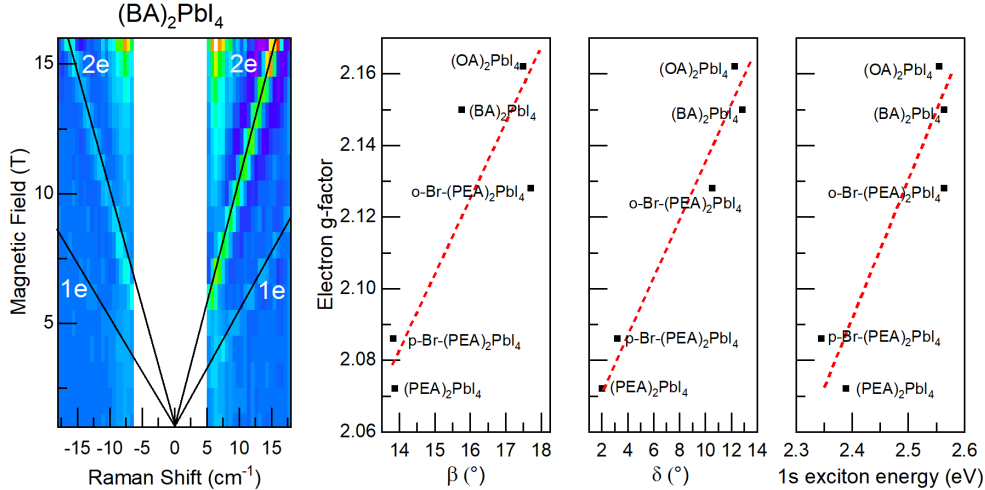 (BA)₂PbI₄
Magnetic Field (T)
15
10
5
2e
2e
1e
1e
-15 -10 -5 0 5 10 15
Raman Shift (cm⁻¹)
Electron g-factor
2.16
2.14
2.12
2.10
2.08
2.06
(OA)₂PbI₄
(BA)₂PbI₄
o-Br-(PEA)₂PbI₄
p-Br-(PEA)₂PbI₄
(PEA)₂PbI₄
14 15 16 17 18
β (°)
(OA)₂PbI₄
(BA)₂PbI₄
o-Br-(PEA)₂PbI₄
p-Br-(PEA)₂PbI₄
(PEA)₂PbI₄
2 4 6 8 10 12 14
δ (°)
(OA)₂PbI₄
(BA)₂PbI₄
o-Br-(PEA)₂PbI₄
p-Br-(PEA)₂PbI₄
(PEA)₂PbI₄
2.3 2.4 2.5 2.6
1s exciton energy (eV)